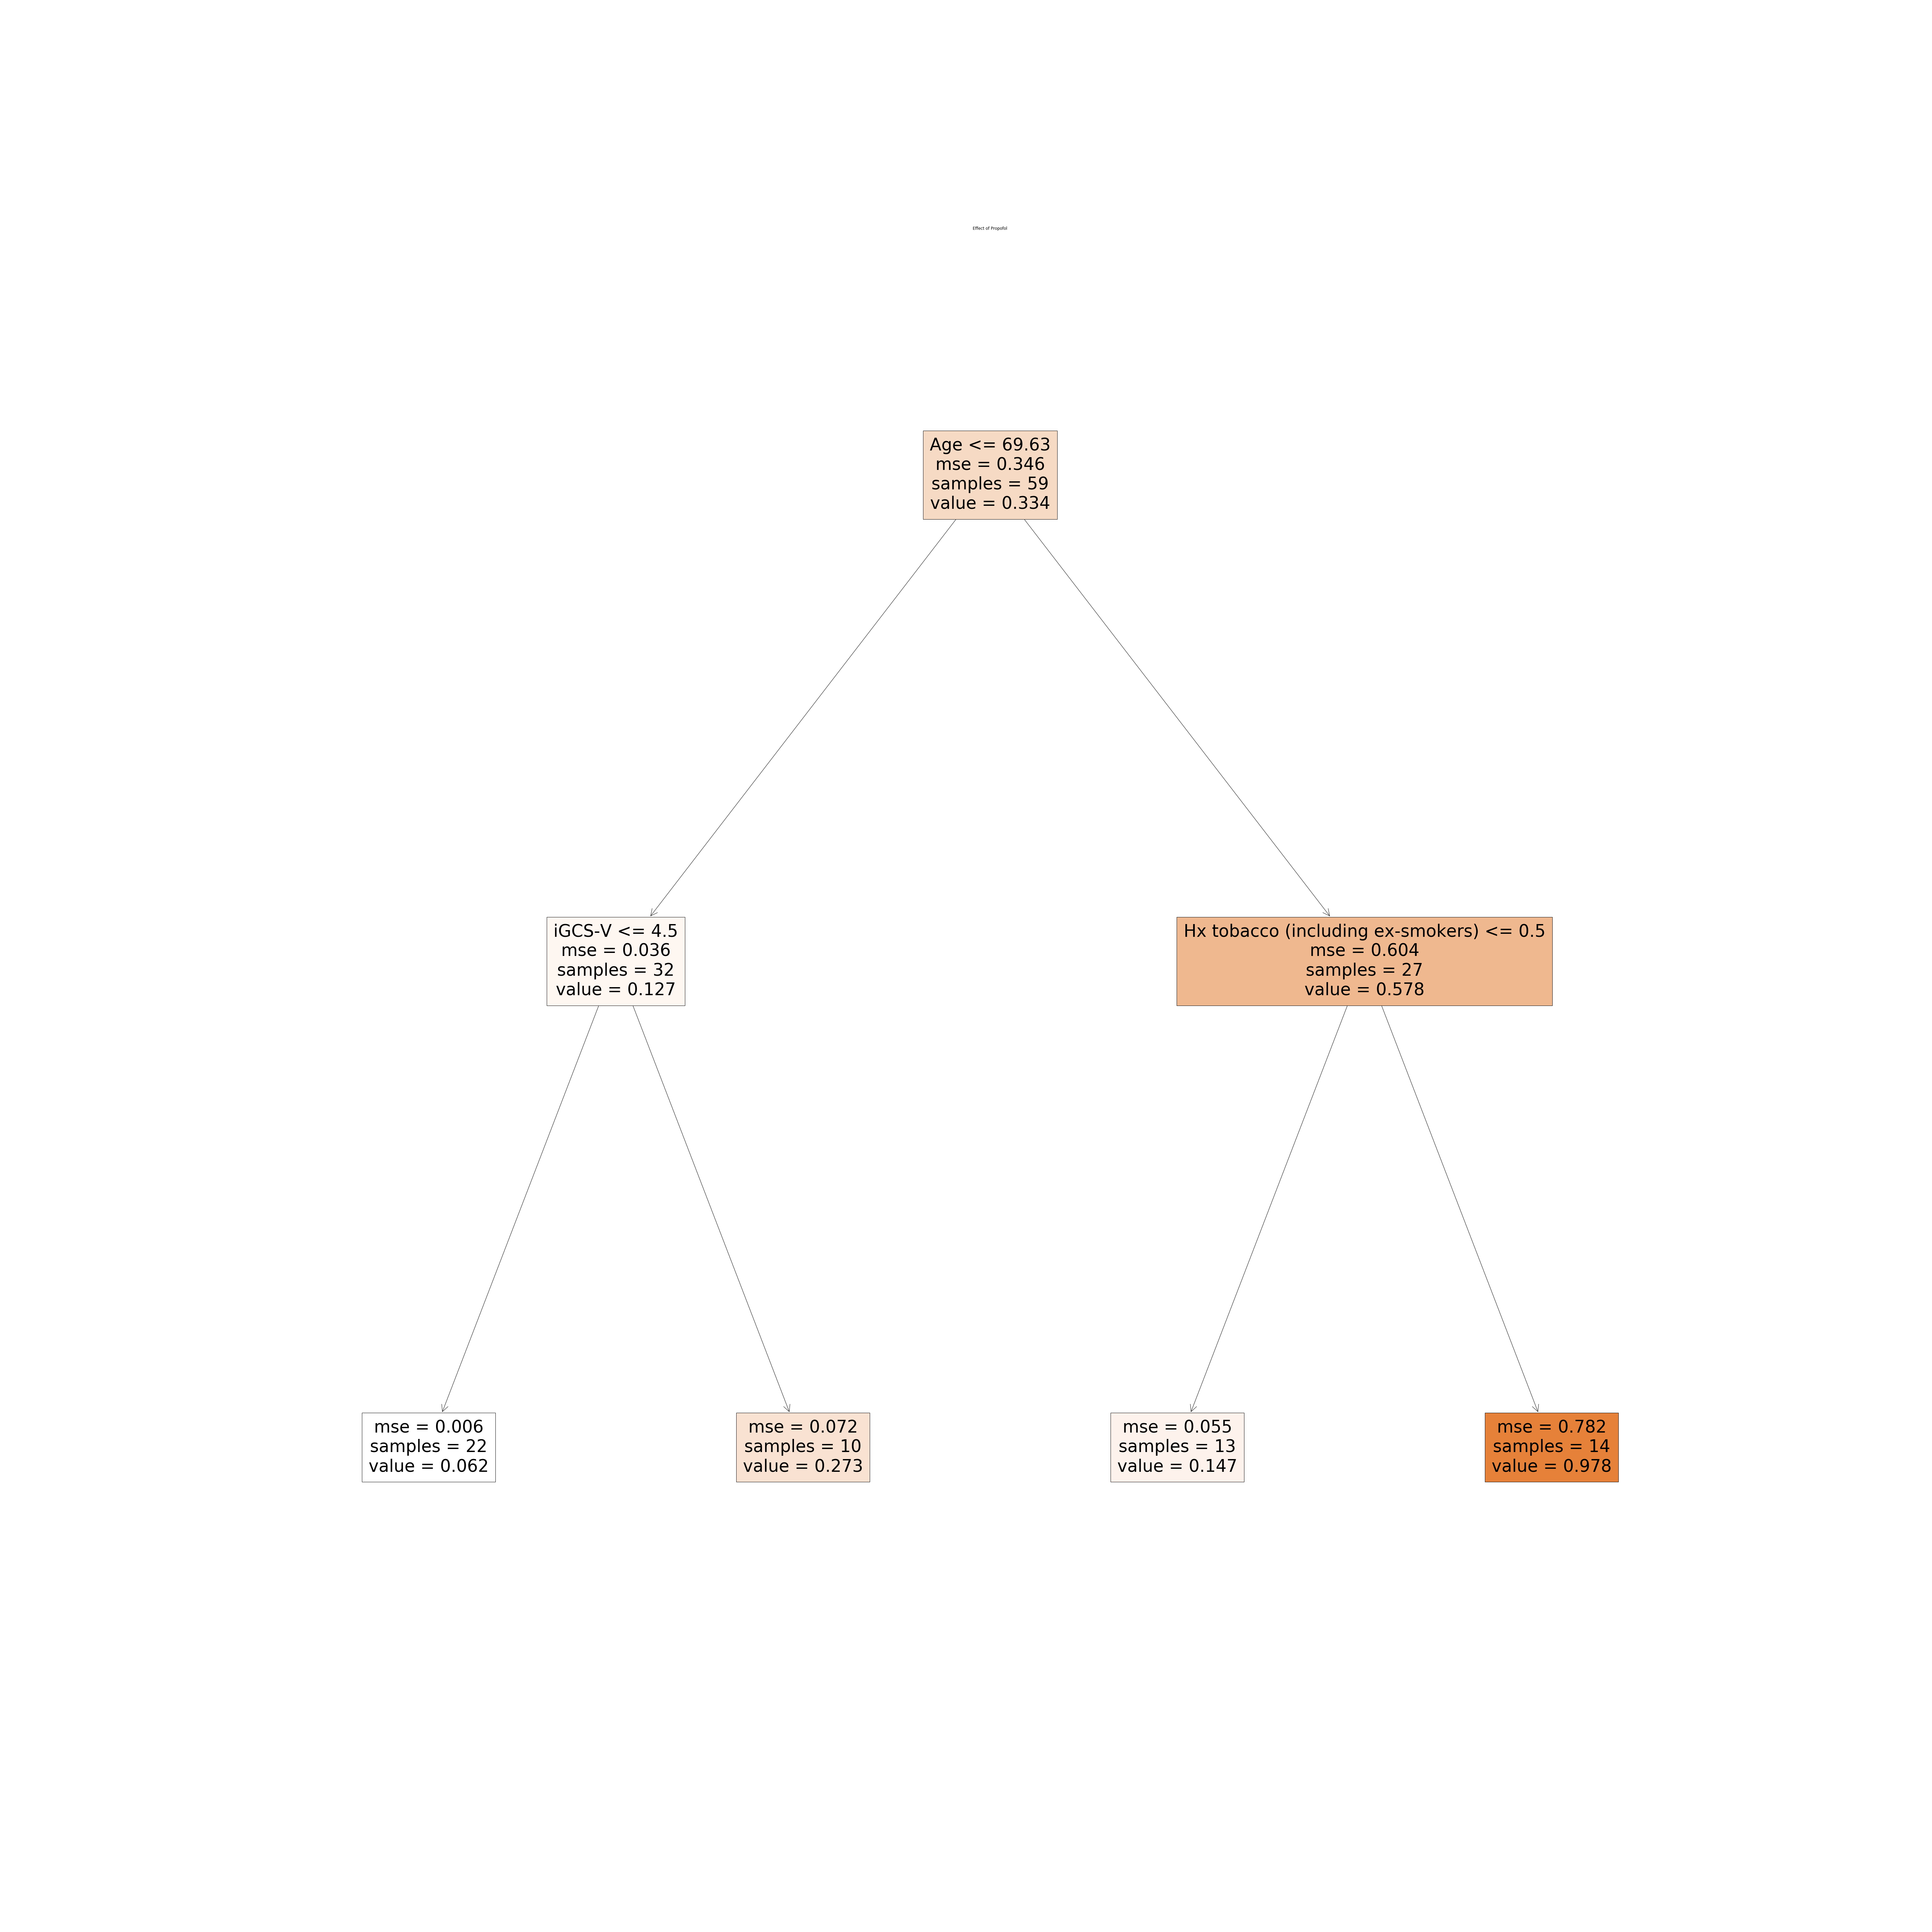 Effect of Propofol
Age <= 69.63
mse = 0.346
samples = 59
value = 0.334
iGCS-V <= 4.5
mse = 0.036
samples = 32
value = 0.127
Hx tobacco (including ex-smokers) <= 0.5
mse = 0.604
samples = 27
value = 0.578
mse = 0.006
samples = 22
value = 0.062
mse = 0.072
samples = 10
value = 0.273
mse = 0.055
samples = 13
value = 0.147
mse = 0.782
samples = 14
value = 0.978